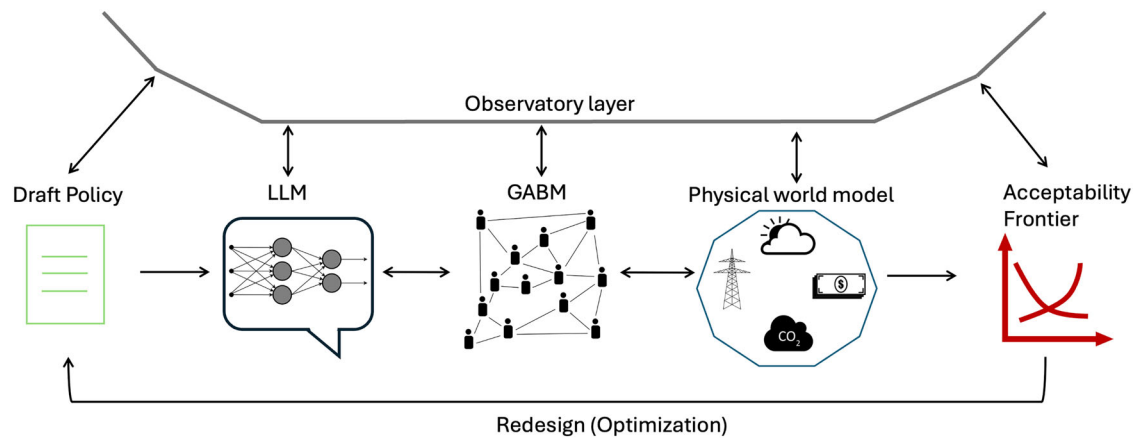 Observatory layer
Draft Policy
LLM
GABM
Physical world model
Acceptability
Frontier
$
CO2
Redesign (Optimization)